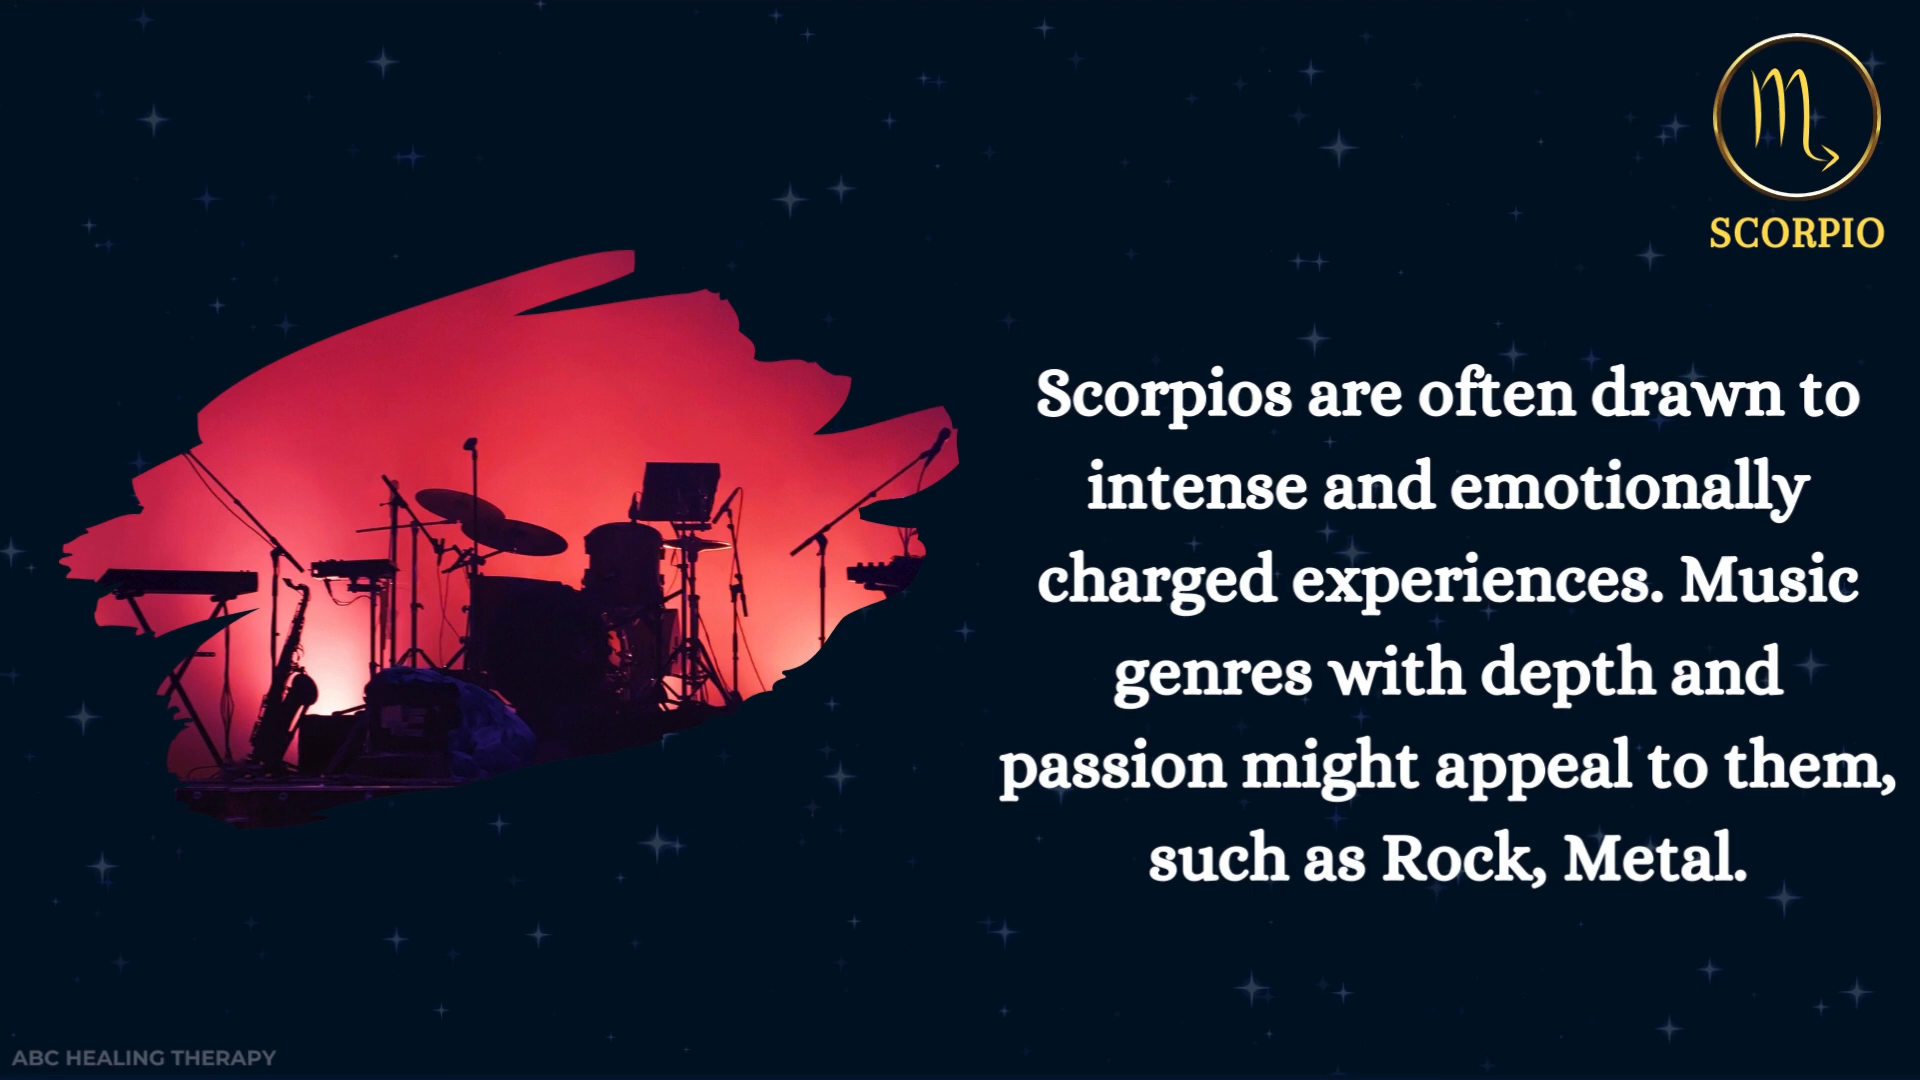 SCORPIO
Scorpios are often drawn to
intense and emotionally
charged experiences. Music
genres with depth and
passion might appeal to them,
such as Rock, Metal.
ABC HEALING THERAPY